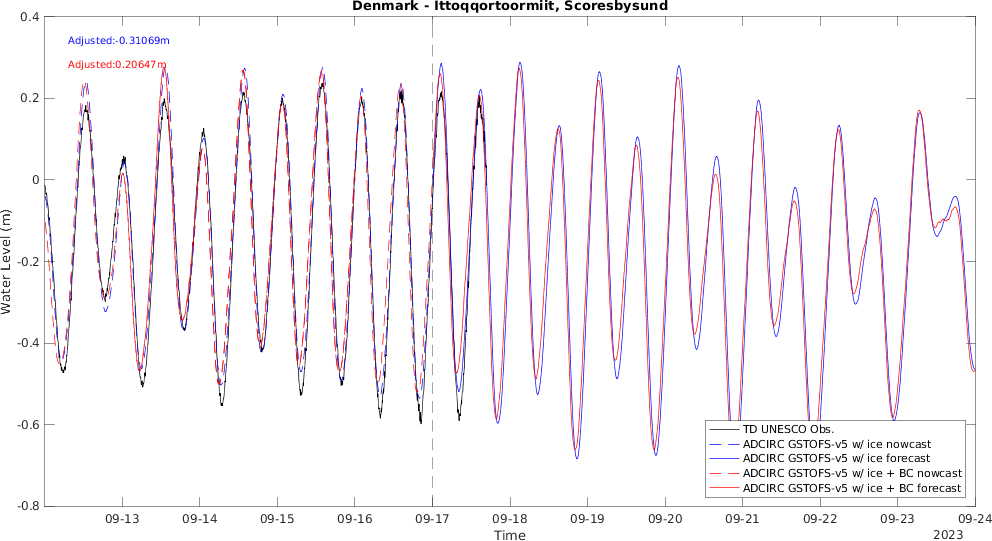 Denmark - Ittoqqortoormiit, Scoresbysund
Adjusted:-0.31069m
Adjusted:0.20647m
Water Level (m)
0.4
0.2
0
-0.2
-0.4
-0.6
-0.8
TD UNESCO Obs.
ADCIRC GSTOFS-v5 w/ ice nowcast
ADCIRC GSTOFS-v5 w/ ice forecast
ADCIRC GSTOFS-v5 w/ ice + BC nowcast
ADCIRC GSTOFS-v5 w/ ice + BC forecast
09-13 09-14 09-15 09-16 09-17 09-18 09-19 09-20 09-21 09-22 09-23 09-24
Time
2023